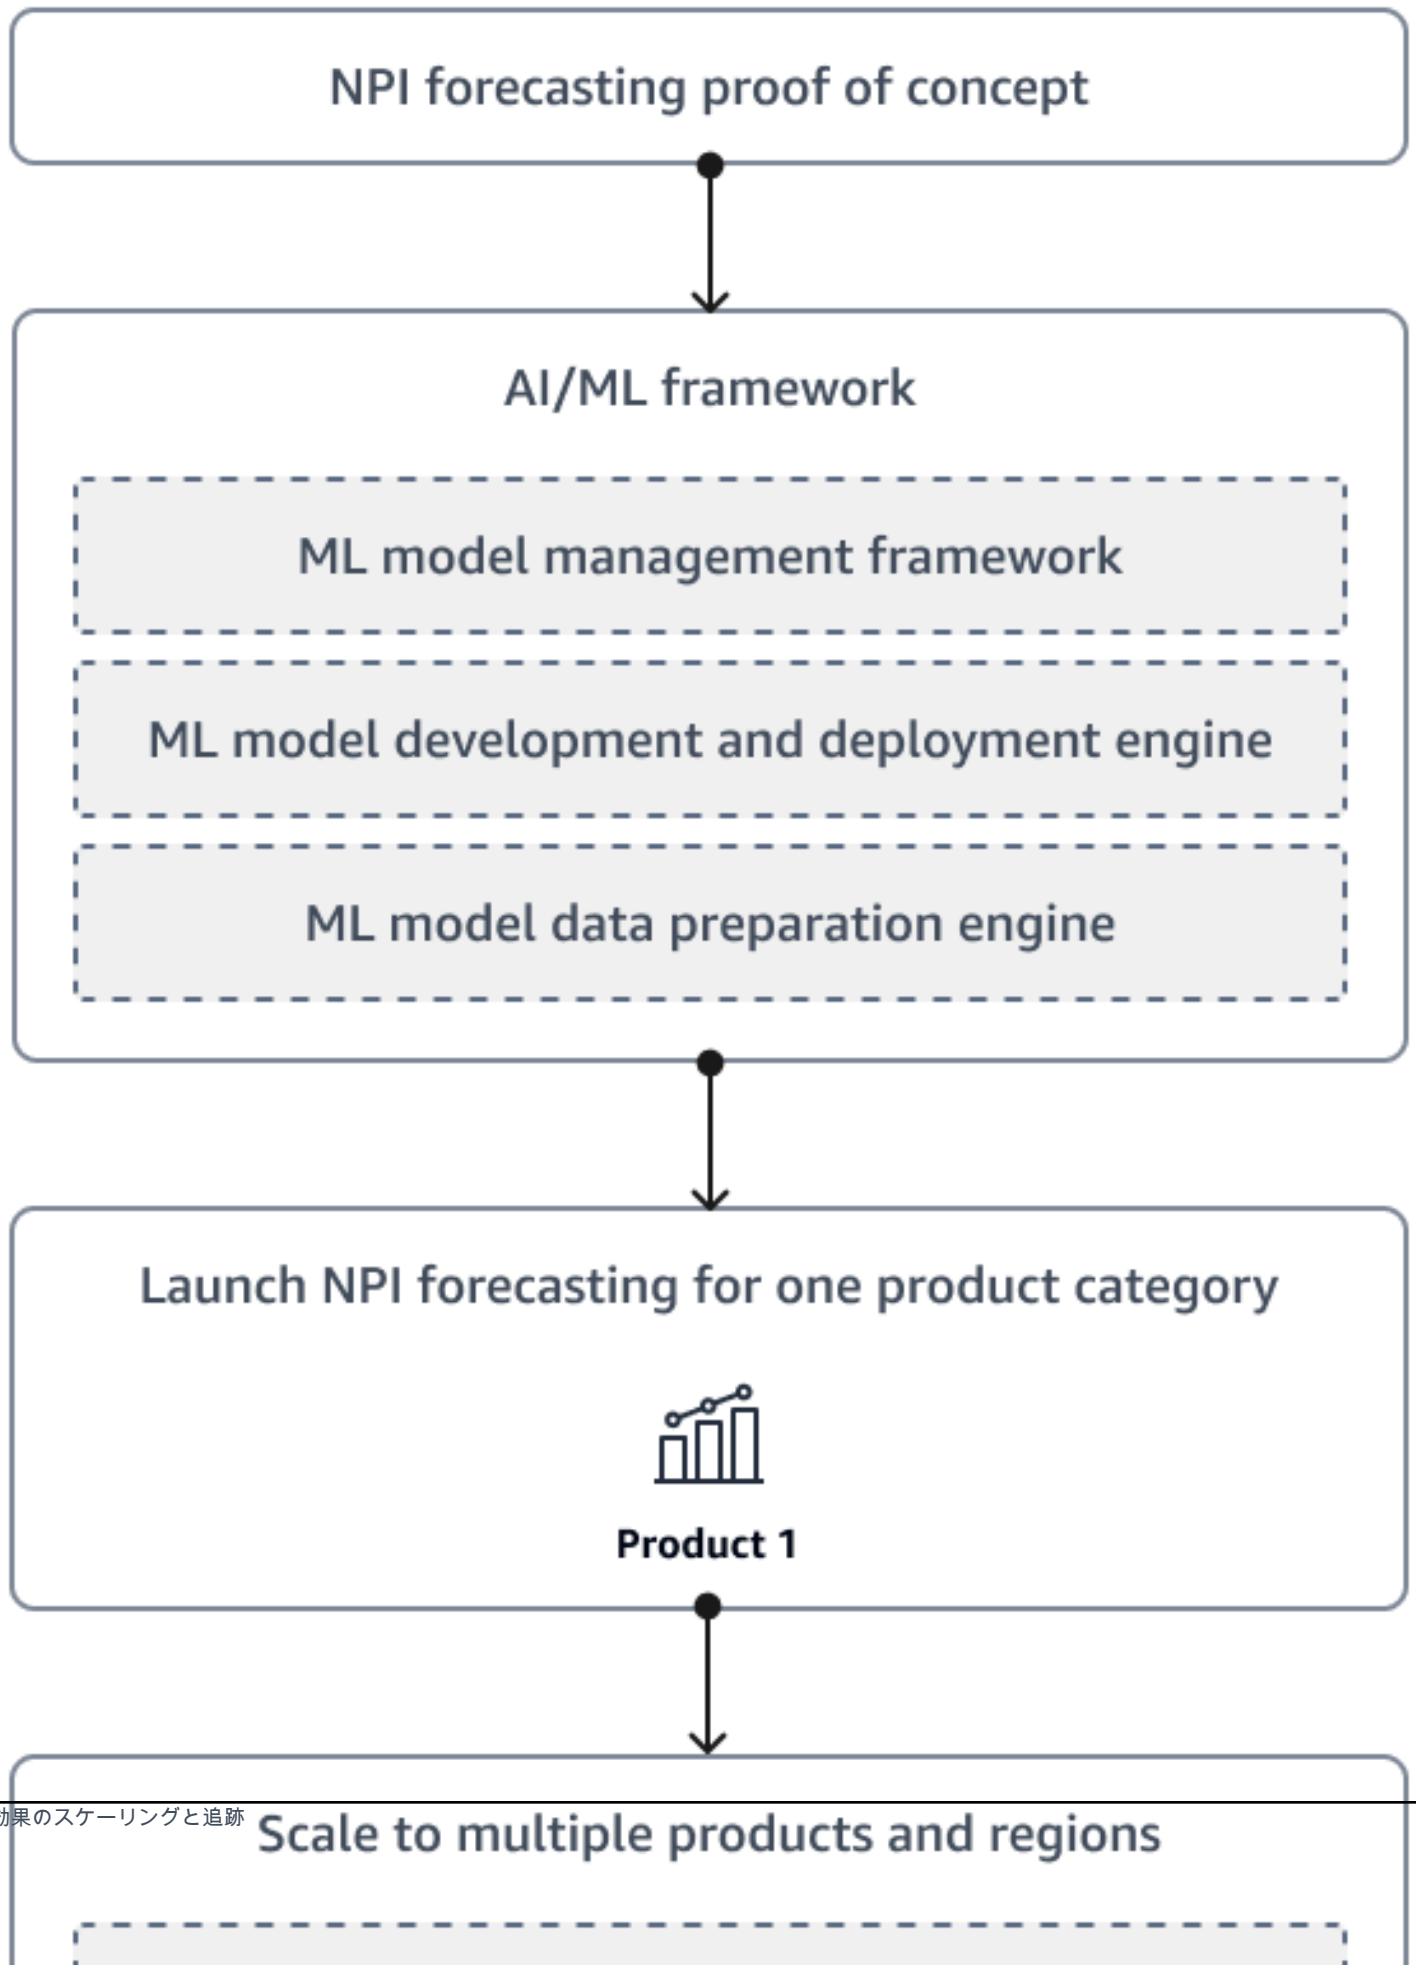 NPI forecasting proof of concept
AI/ML framework
ML model management framework
ML model development and deployment engine
ML model data preparation engine
Launch NPI forecasting for one product category
Product 1
効果のスケーリングと追跡
Scale to multiple products and regions